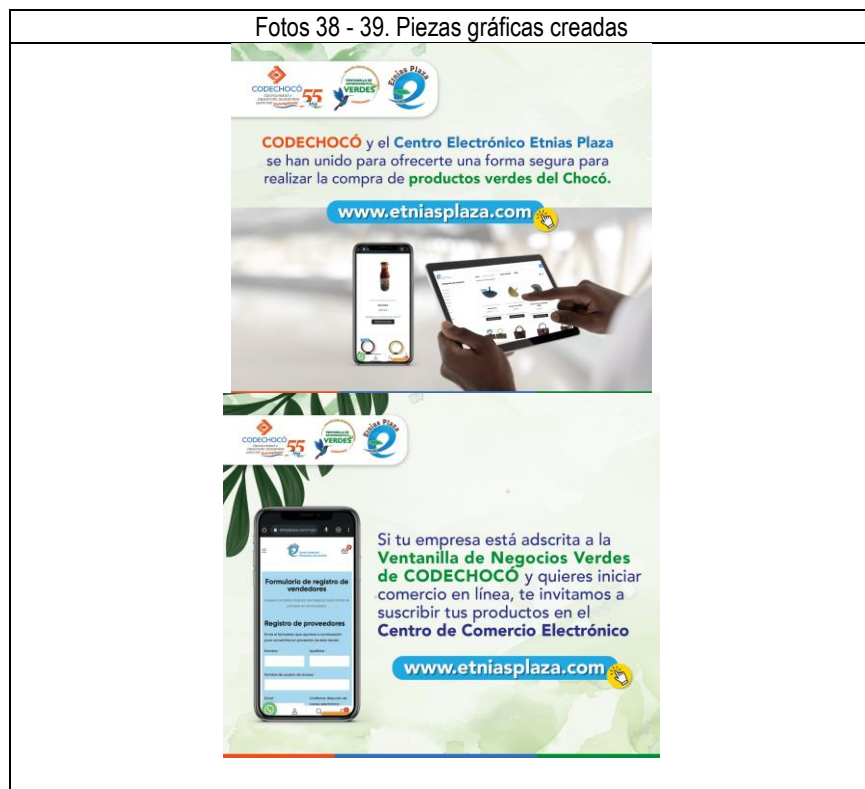 Fotos 38 - 39. Piezas gráficas creadas
CODECHOCÓ
55
VERDES
Etnias Plaza
CODECHOCÓ y el Centro Electrónico Etnias Plaza
se han unido para ofrecerte una forma segura para
realizar la compra de productos verdes del Chocó.
www.etniasplaza.com
CODECHOCÓ
55
VERDES
Etnias Plaza
Formulario de registro de
vendedores
Registro de proveedores
Nombre
Apellidos
Si tu empresa está adscrita a la
Ventanilla de Negocios Verdes
de CODECHOCÓ y quieres iniciar
comercio en línea, te invitamos a
suscribir tus productos en el
Centro de Comercio Electrónico
www.etniasplaza.com